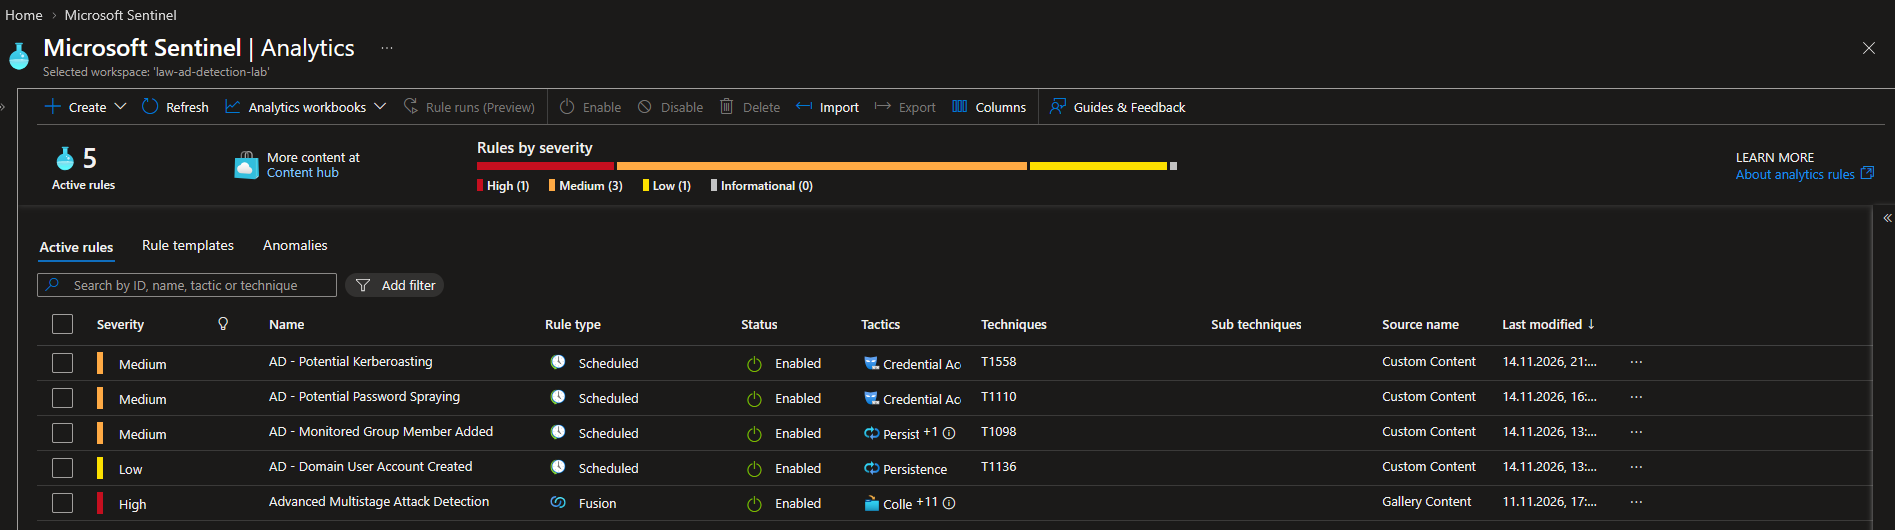 Home > Microsoft Sentinel
Microsoft Sentinel | Analytics ...
Selected workspace: 'law-ad-detection-lab'
Create Refresh Analytics workbooks Rule runs (Preview) Enable Disable Delete Import Export Columns Guides & Feedback
5
Active rules
More content at
Content hub
Rules by severity
High (1) Medium (3) Low (1) Informational (0)
LEARN MORE
About analytics rules
Active rules Rule templates Anomalies
Search by ID, name, tactic or technique Add filter
Severity Name Rule type Status Tactics Techniques Sub techniques Source name Last modified ↓
Medium AD - Potential Kerberoasting Scheduled Enabled Credential Ac T1558 Custom Content 14.11.2026, 21:... ...
Medium AD - Potential Password Spraying Scheduled Enabled Credential Ac T1110 Custom Content 14.11.2026, 16:... ...
Medium AD - Monitored Group Member Added Scheduled Enabled Persist +1 T1098 Custom Content 14.11.2026, 13:... ...
Low AD - Domain User Account Created Scheduled Enabled Persistence T1136 Custom Content 14.11.2026, 13:... ...
High Advanced Multistage Attack Detection Fusion Enabled Colle +11 Gallery Content 11.11.2026, 17:... ...